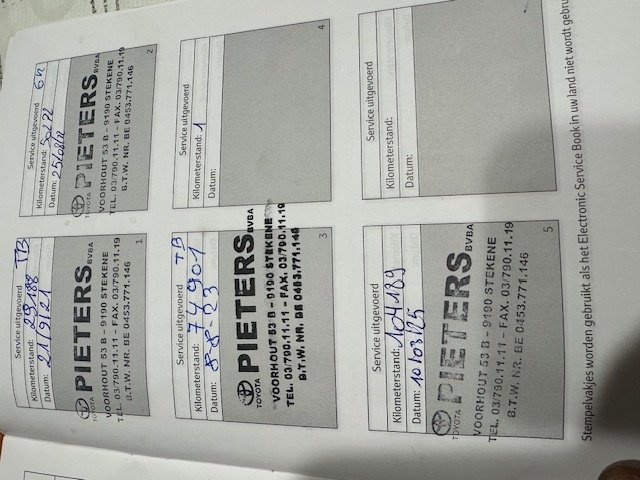 Service uitgevoerd TB
Kilometerstand: 29188
Datum: 21/9/21
TOYOTA PIETERS BVBA
VOORHOUT 53 B - 9190 STEKENE
TEL. 03/790.11.11 - FAX. 03/790.11.19
B.T.W. NR. BE 0453.771.146
1
Service uitgevoerd
Kilometerstand:
Datum: 25/08/22
TOYOTA PIETERS BVBA
VOORHOUT 53 B - 9190 STEKENE
TEL. 03/790.11.11 - FAX. 03/790.11.19
B.T.W. NR. BE 0453.771.146
2
Service uitgevoerd TB
Kilometerstand: 74901
Datum: 8-8-23
TOYOTA PIETERS BVBA
VOORHOUT 53 B - 9190 STEKENE
TEL. 03/790.11.11 - FAX. 03/790.11.19
B.T.W. NR. BE 0453.771.146
3
Service uitgevoerd
Kilometerstand: 1
Datum:
4
Service uitgevoerd
Kilometerstand: 104189
Datum: 10/03/25
TOYOTA PIETERS BVBA
VOORHOUT 53 B - 9190 STEKENE
TEL. 03/790.11.11 - FAX. 03/790.11.19
B.T.W. NR. BE 0453.771.146
5
Service uitgevoerd
Kilometerstand:
Datum:
Stempelvakjes worden gebruikt als het Electronic Service Book in uw land niet wordt gebru